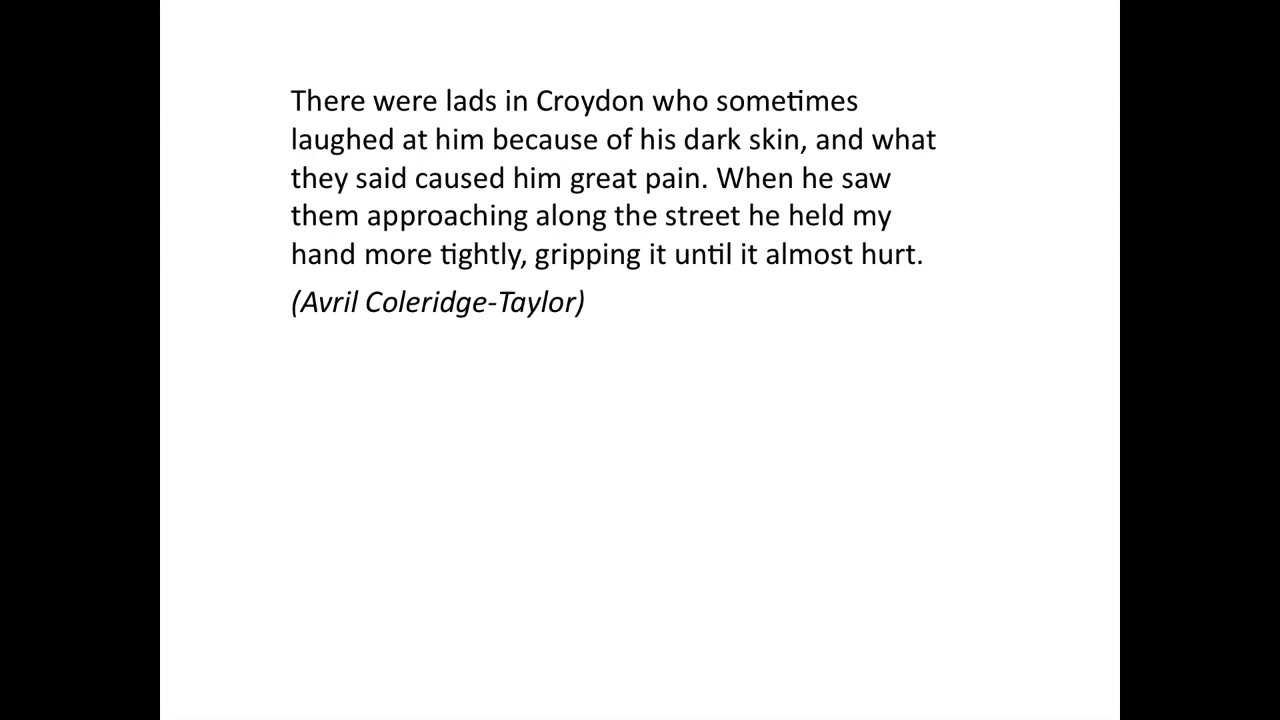 There were lads in Croydon who sometimes
laughed at him because of his dark skin, and what
they said caused him great pain. When he saw
them approaching along the street he held my
hand more tightly, gripping it until it almost hurt.
(Avril Coleridge-Taylor)